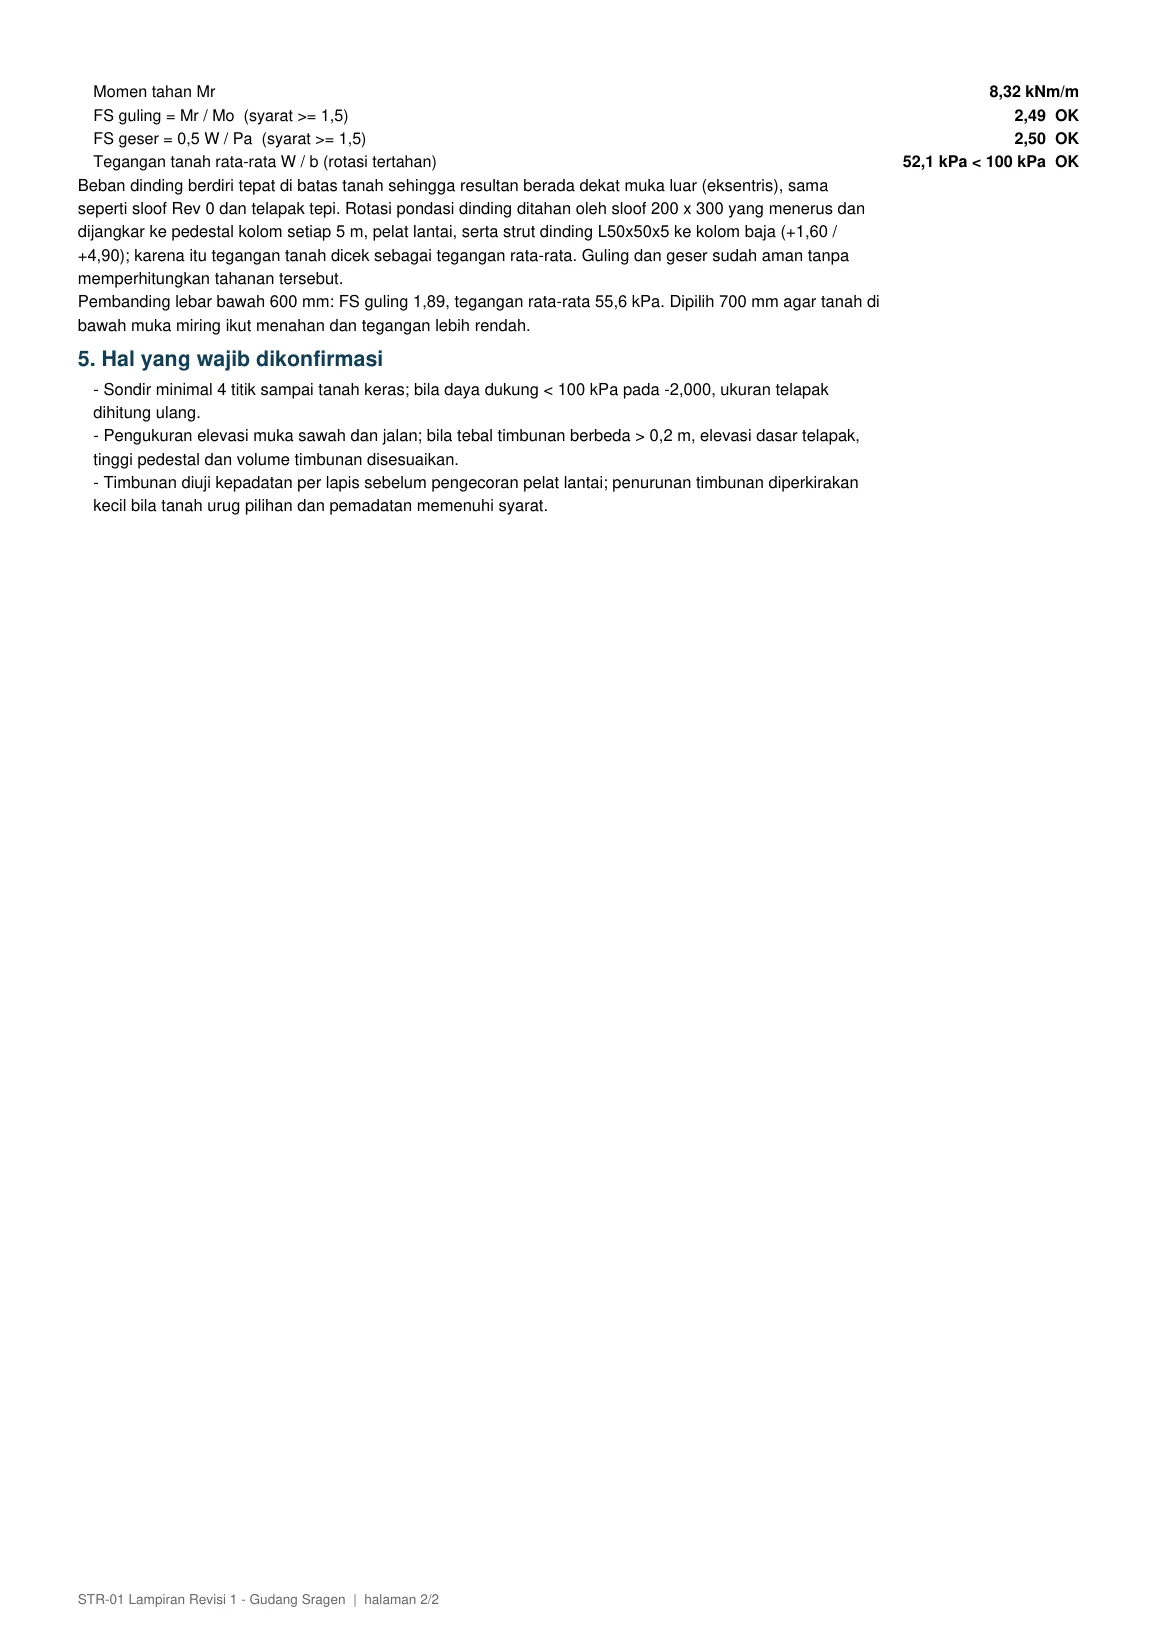 Momen tahan Mr 8,32 kNm/m
FS guling = Mr / Mo (syarat >= 1,5) 2,49 OK
FS geser = 0,5 W / Pa (syarat >= 1,5) 2,50 OK
Tegangan tanah rata-rata W / b (rotasi tertahan) 52,1 kPa < 100 kPa OK
Beban dinding berdiri tepat di batas tanah sehingga resultan berada dekat muka luar (eksentris), sama
seperti sloof Rev 0 dan telapak tepi. Rotasi pondasi dinding ditahan oleh sloof 200 x 300 yang menerus dan
dijangkar ke pedestal kolom setiap 5 m, pelat lantai, serta strut dinding L50x50x5 ke kolom baja (+1,60 /
+4,90); karena itu tegangan tanah dicek sebagai tegangan rata-rata. Guling dan geser sudah aman tanpa
memperhitungkan tahanan tersebut.
Pembanding lebar bawah 600 mm: FS guling 1,89, tegangan rata-rata 55,6 kPa. Dipilih 700 mm agar tanah di
bawah muka miring ikut menahan dan tegangan lebih rendah.
5. Hal yang wajib dikonfirmasi
- Sondir minimal 4 titik sampai tanah keras; bila daya dukung < 100 kPa pada -2,000, ukuran telapak
dihitung ulang.
- Pengukuran elevasi muka sawah dan jalan; bila tebal timbunan berbeda > 0,2 m, elevasi dasar telapak,
tinggi pedestal dan volume timbunan disesuaikan.
- Timbunan diuji kepadatan per lapis sebelum pengecoran pelat lantai; penurunan timbunan diperkirakan
kecil bila tanah urug pilihan dan pemadatan memenuhi syarat.
STR-01 Lampiran Revisi 1 - Gudang Sragen | halaman 2/2